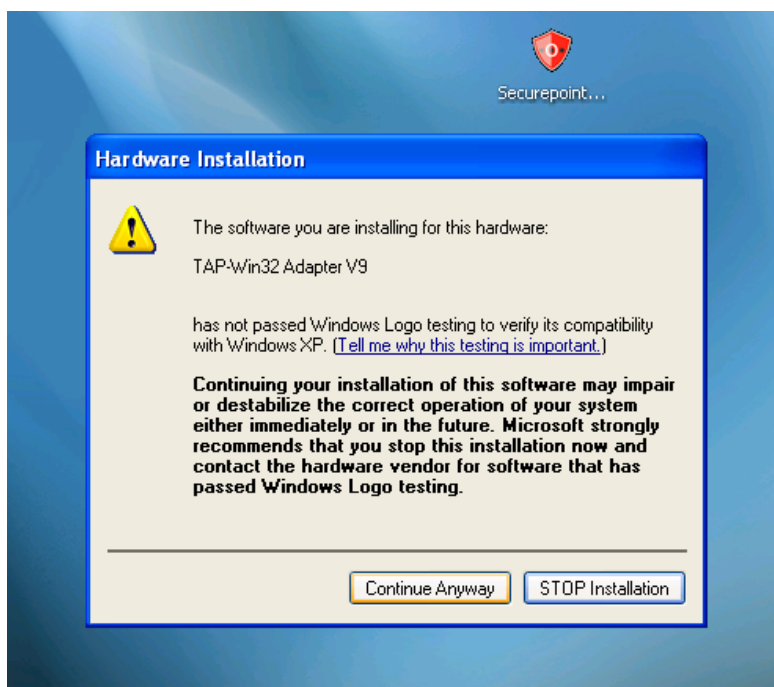 Securepoint...
Hardware Installation
The software you are installing for this hardware:
TAP-Win32 Adapter V9
has not passed Windows Logo testing to verify its compatibility
with Windows XP. (Tell me why this testing is important.)
Continuing your installation of this software may impair
or destabilize the correct operation of your system
either immediately or in the future. Microsoft strongly
recommends that you stop this installation now and
contact the hardware vendor for software that has
passed Windows Logo testing.
Continue Anyway
STOP Installation